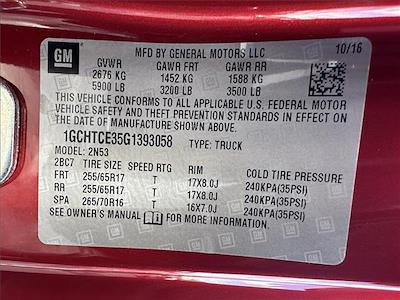 GM
MFD BY GENERAL MOTORS LLC
10/16
GVWR GAWR FRT GAWR RR
2676 KG 1452 KG 1588 KG
5900 LB 3200 LB 3500 LB
THIS VEHICLE CONFORMS TO ALL APPLICABLE U.S. FEDERAL MOTOR
VEHICLE SAFETY AND THEFT PREVENTION STANDARDS IN EFFECT ON
THE DATE OF MANUFACTURE SHOWN ABOVE.
1GCHTCE35G1393058 TYPE: TRUCK
MODEL: 2N53
2BC7 TIRE SIZE SPEED RTG RIM COLD TIRE PRESSURE
FRT 255/65R17 T 17X8.0J 240KPA(35PSI)
RR 255/65R17 T 17X8.0J 240KPA(35PSI)
SPA 265/70R16 T 16X7.0J 240KPA(35PSI)
SEE OWNER'S MANUAL FOR MORE INFORMATION.